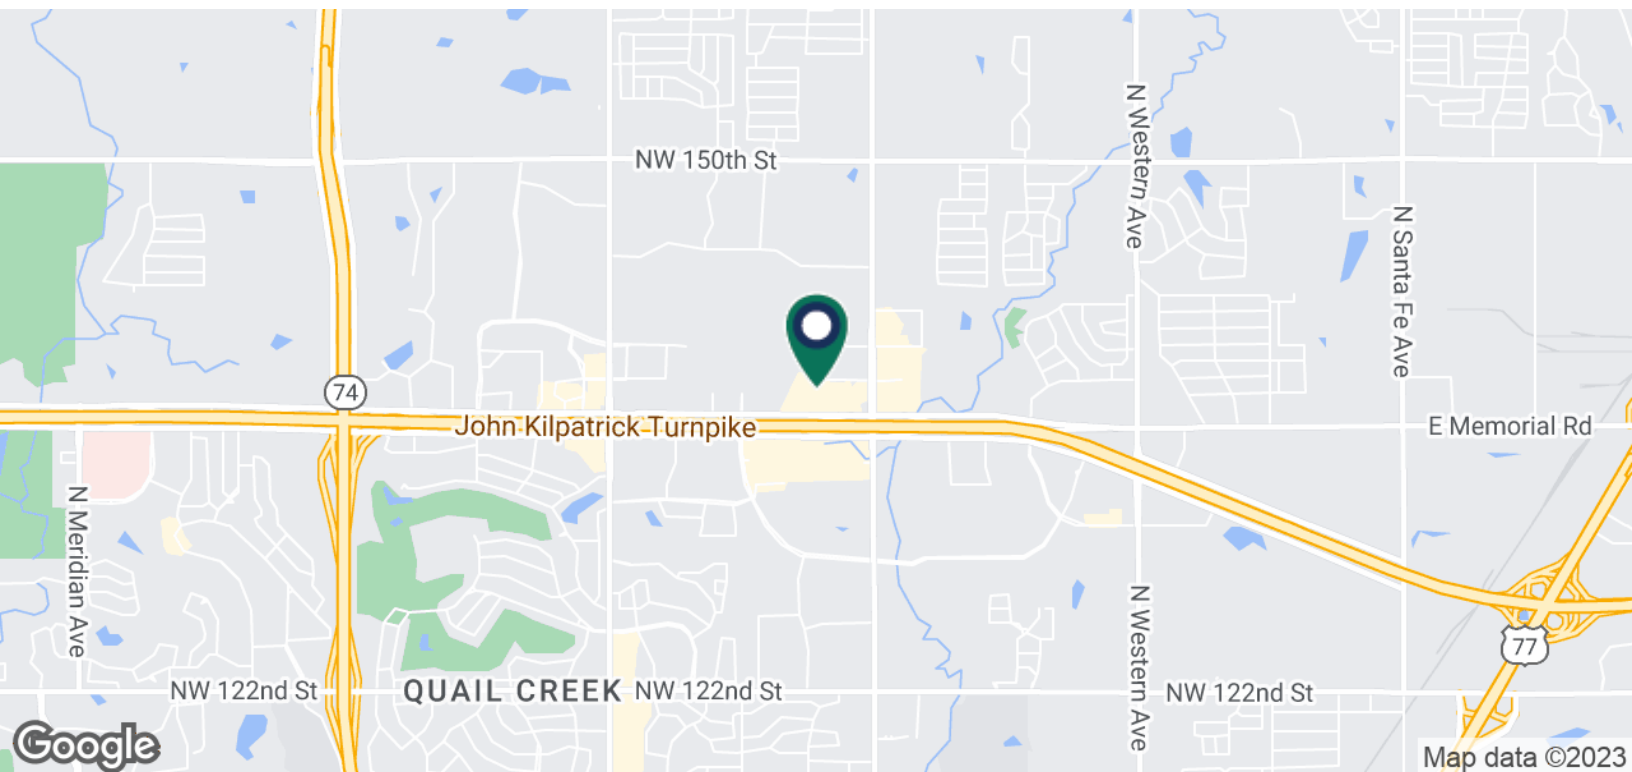 NW 150th St
N Western Ave
N Santa Fe Ave
74
John Kilpatrick Turnpike
E Memorial Rd
N Meridian Ave
N Western Ave
77
NW 122nd St
QUAIL CREEK
NW 122nd St
NW 122nd St
Google
Map data ©2023